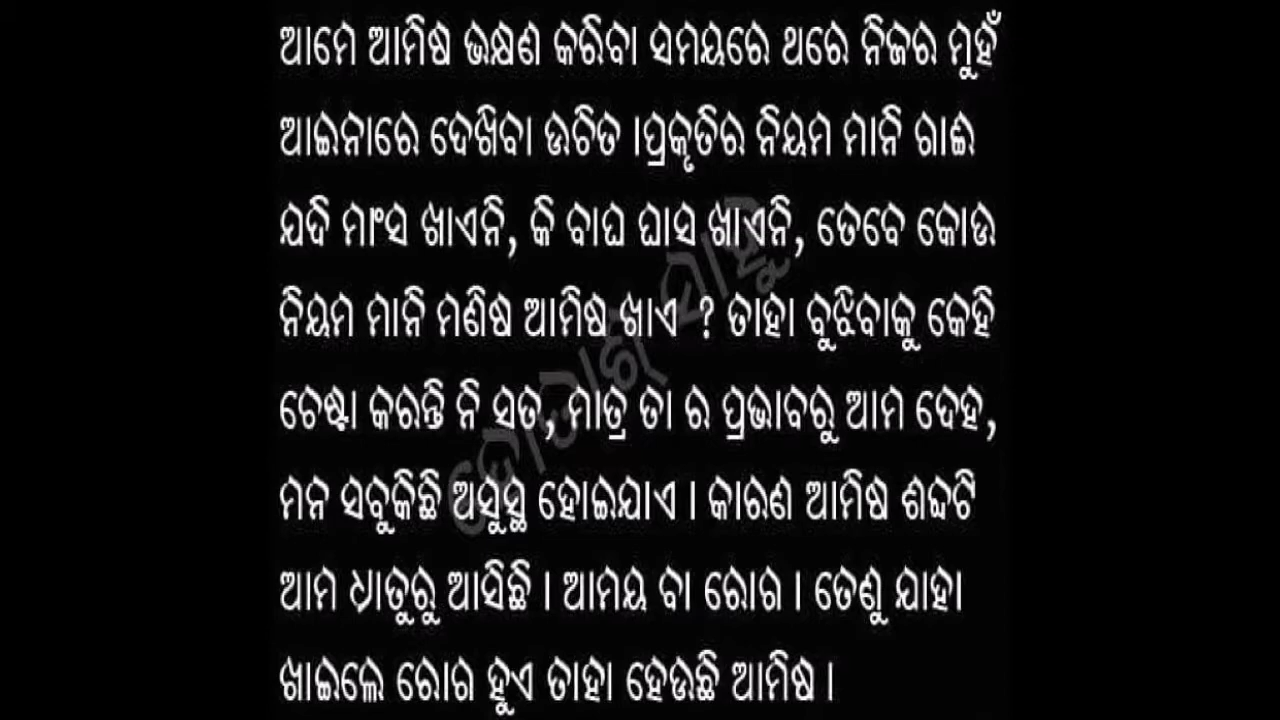 ଆମେ ଆମିଷ ଭକ୍ଷଣ କରିବା ସମୟରେ ଥରେ ନିଜର ମୁହଁ
ଆଇନାରେ ଦେଖିବା ଉଚିତ ।ପ୍ରକୃତିର ନିୟମ ମାନି ଗାଈ
ଯଦି ମାଂସ ଖାଏନି, କି ବାଘ ଘାସ ଖାଏନି, ତେବେ କୋଉ
ନିୟମ ମାନି ମଣିଷ ଆମିଷ ଖାଏ ? ତାହା ବୁଝିବାକୁ କେହି
ଚେଷ୍ଟା କରନ୍ତି ନି ସତ, ମାତ୍ର ତା ର ପ୍ରଭାବରୁ ଆମ ଦେହ,
ମନ ସବୁକିଛି ଅସୁସ୍ଥ ହୋଇଯାଏ । କାରଣ ଆମିଷ ଶବ୍ଦଟି
ଆମ ଧାତୁରୁ ଆସିଛି । ଆମୟ ବା ରୋଗ । ତେଣୁ ଯାହା
ଖାଇଲେ ରୋଗ ହୁଏ ତାହା ହେଉଛି ଆମିଷ ।